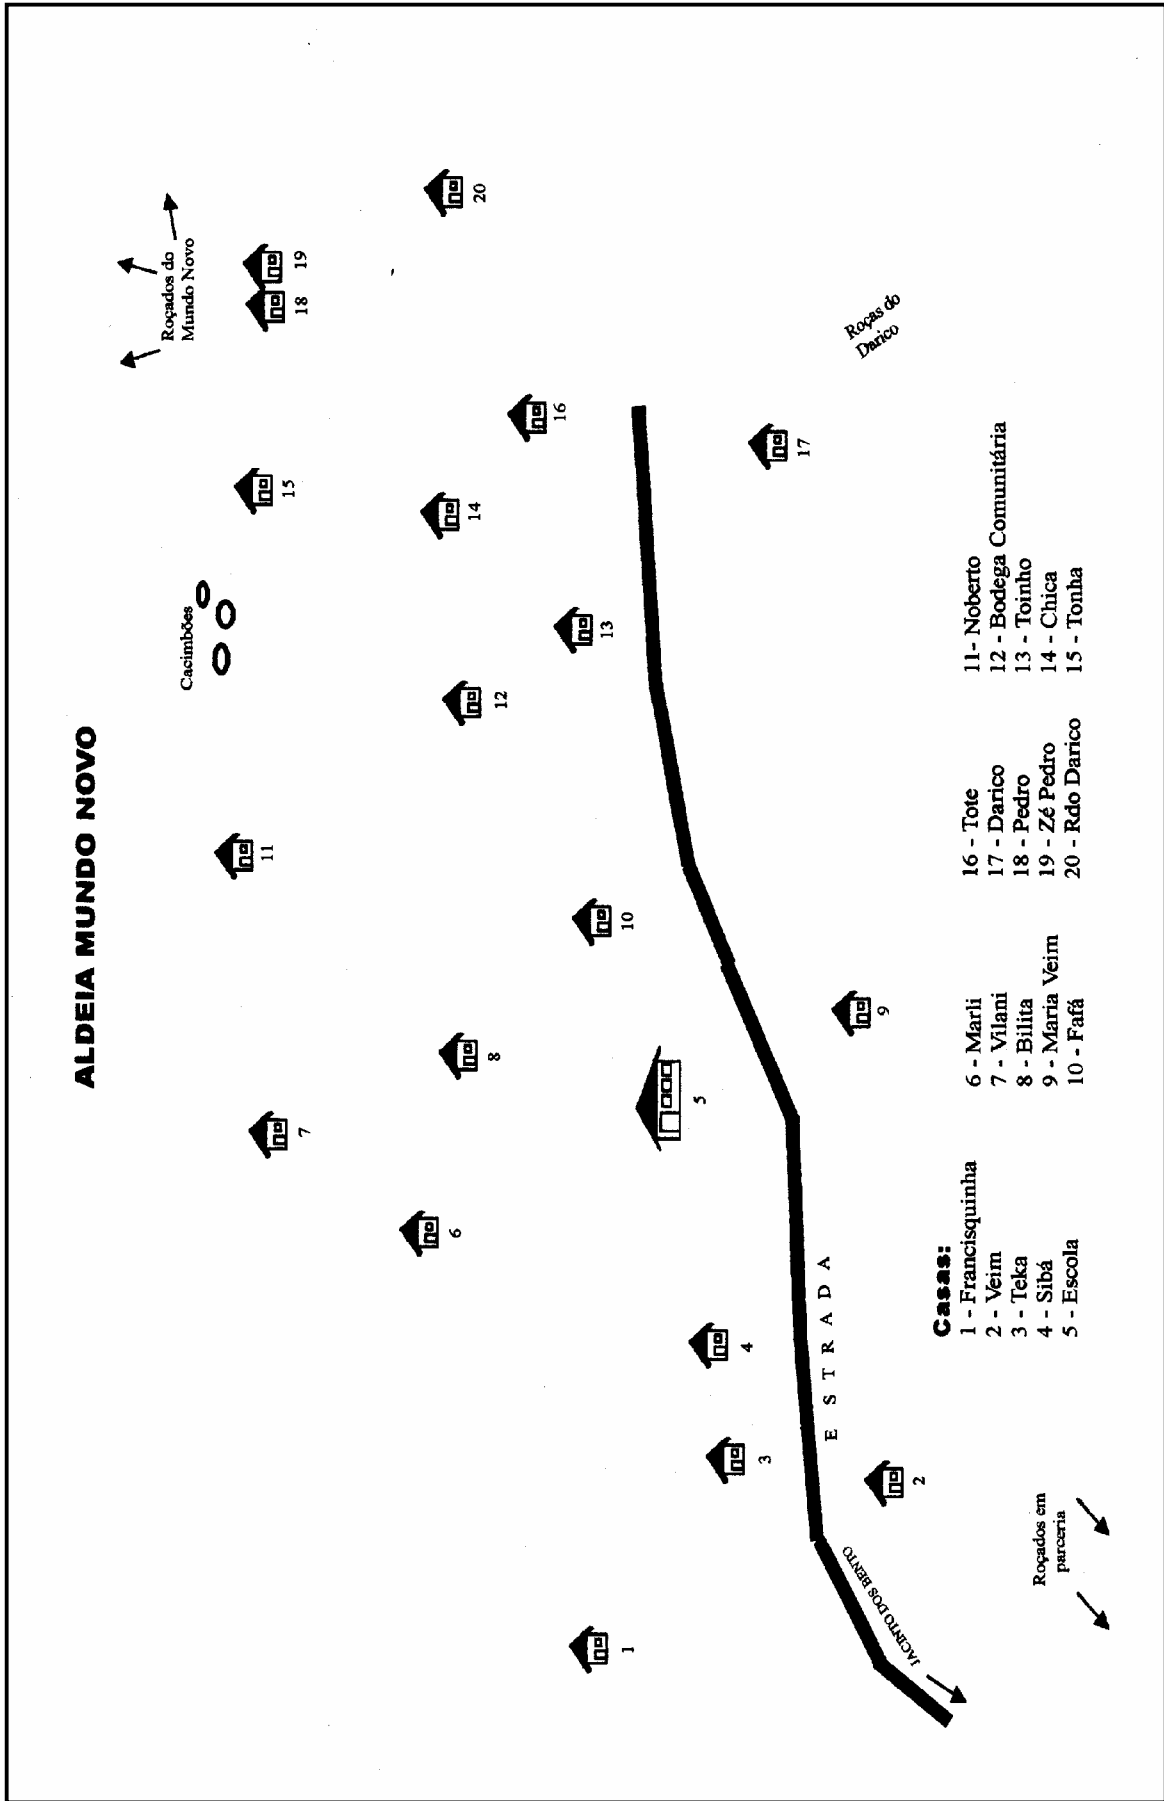 ALDEIA MUNDO NOVO
Roçados do
Mundo Novo
Cacimbões
19
18
20
15
11
7
16
14
12
8
6
13
10
1
5
4
3
17
9
2
Roças do
Darico
E S T R A D A
JACINTO DOS BENTO
Roçados em
parceria
Casas:
1 - Francisquinha
2 - Veim
3 - Teka
4 - Sibá
5 - Escola
6 - Marli
7 - Vilani
8 - Bilita
9 - Maria Veim
10 - Fafá
16 - Tote
17 - Darico
18 - Pedro
19 - Zé Pedro
20 - Rdo Darico
11- Noberto
12 - Bodega Comunitária
13 - Toinho
14 - Chica
15 - Tonha